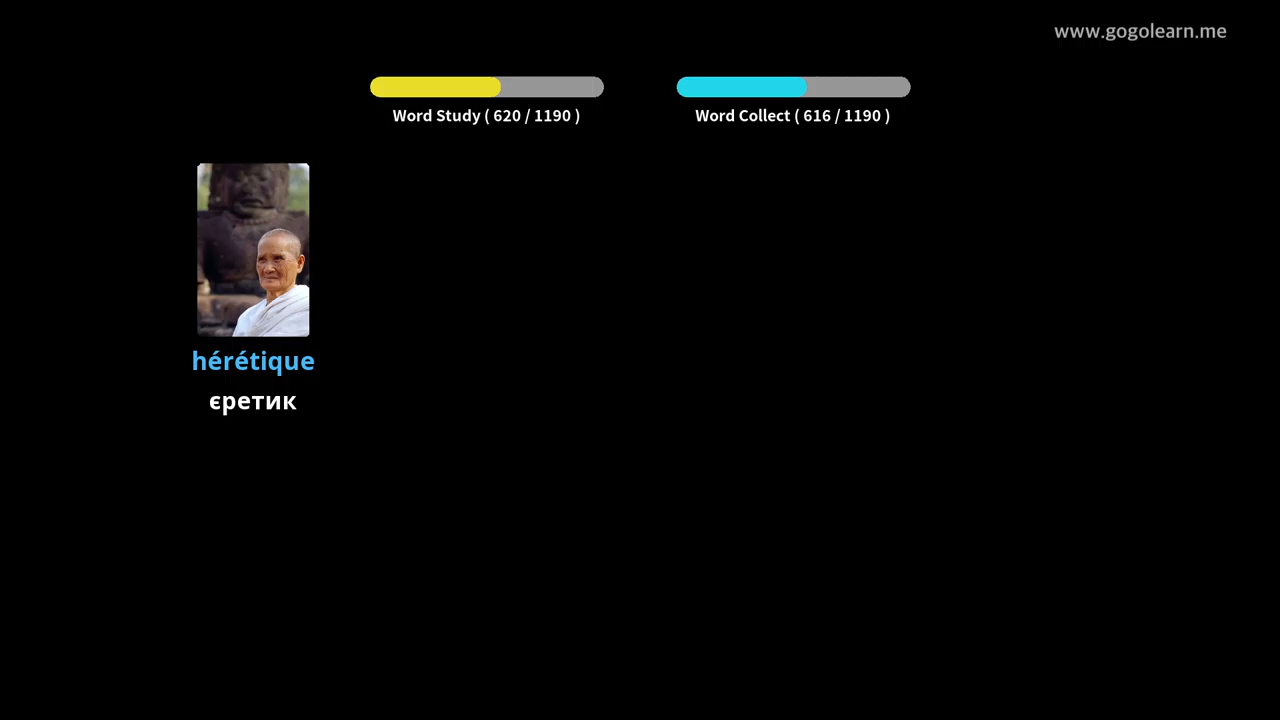 www.gogolearn.me
Word Study ( 620 / 1190 )
Word Collect ( 616 / 1190 )
hérétique
єретик